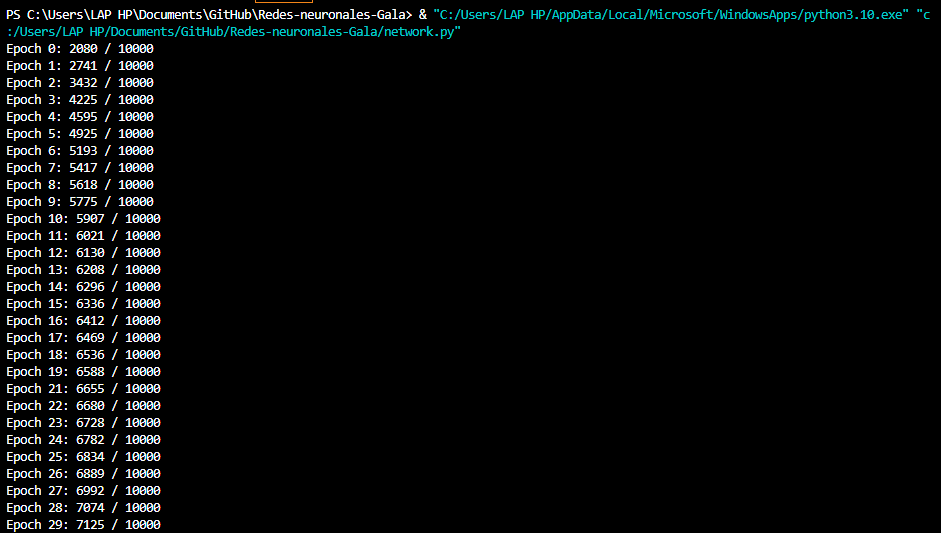 PS C:\Users\LAP HP\Documents\GitHub\Redes-neuronales-Gala> & "C:/Users/LAP HP/AppData/Local/Microsoft/WindowsApps/python3.10.exe" "c
:/Users/LAP HP/Documents/GitHub/Redes-neuronales-Gala/network.py"
Epoch 0: 2080 / 10000
Epoch 1: 2741 / 10000
Epoch 2: 3432 / 10000
Epoch 3: 4225 / 10000
Epoch 4: 4595 / 10000
Epoch 5: 4925 / 10000
Epoch 6: 5193 / 10000
Epoch 7: 5417 / 10000
Epoch 8: 5618 / 10000
Epoch 9: 5775 / 10000
Epoch 10: 5907 / 10000
Epoch 11: 6021 / 10000
Epoch 12: 6130 / 10000
Epoch 13: 6208 / 10000
Epoch 14: 6296 / 10000
Epoch 15: 6336 / 10000
Epoch 16: 6412 / 10000
Epoch 17: 6469 / 10000
Epoch 18: 6536 / 10000
Epoch 19: 6588 / 10000
Epoch 21: 6655 / 10000
Epoch 22: 6680 / 10000
Epoch 23: 6728 / 10000
Epoch 24: 6782 / 10000
Epoch 25: 6834 / 10000
Epoch 26: 6889 / 10000
Epoch 27: 6992 / 10000
Epoch 28: 7074 / 10000
Epoch 29: 7125 / 10000